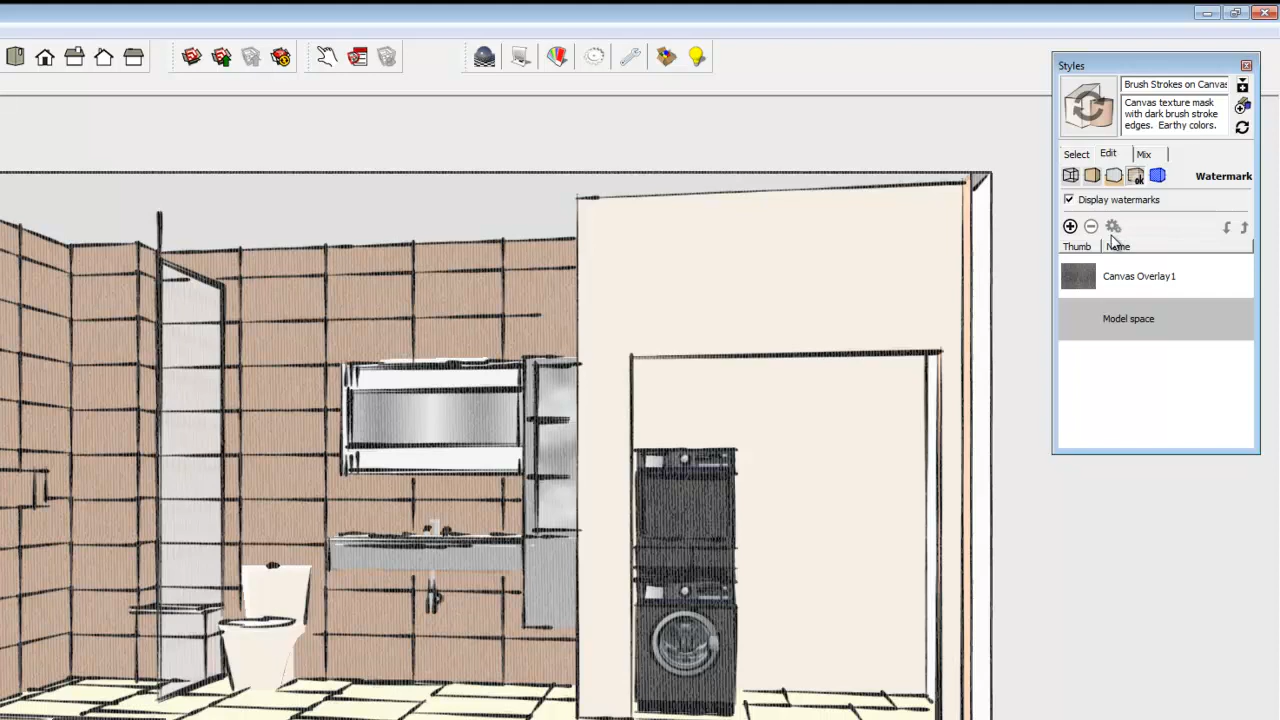 Styles
Brush Strokes on Canvas
Canvas texture mask
with dark brush stroke
edges. Earthy colors.
Select Edit Mix
Watermark
Display watermarks
Thumb Name
Canvas Overlay1
Model space